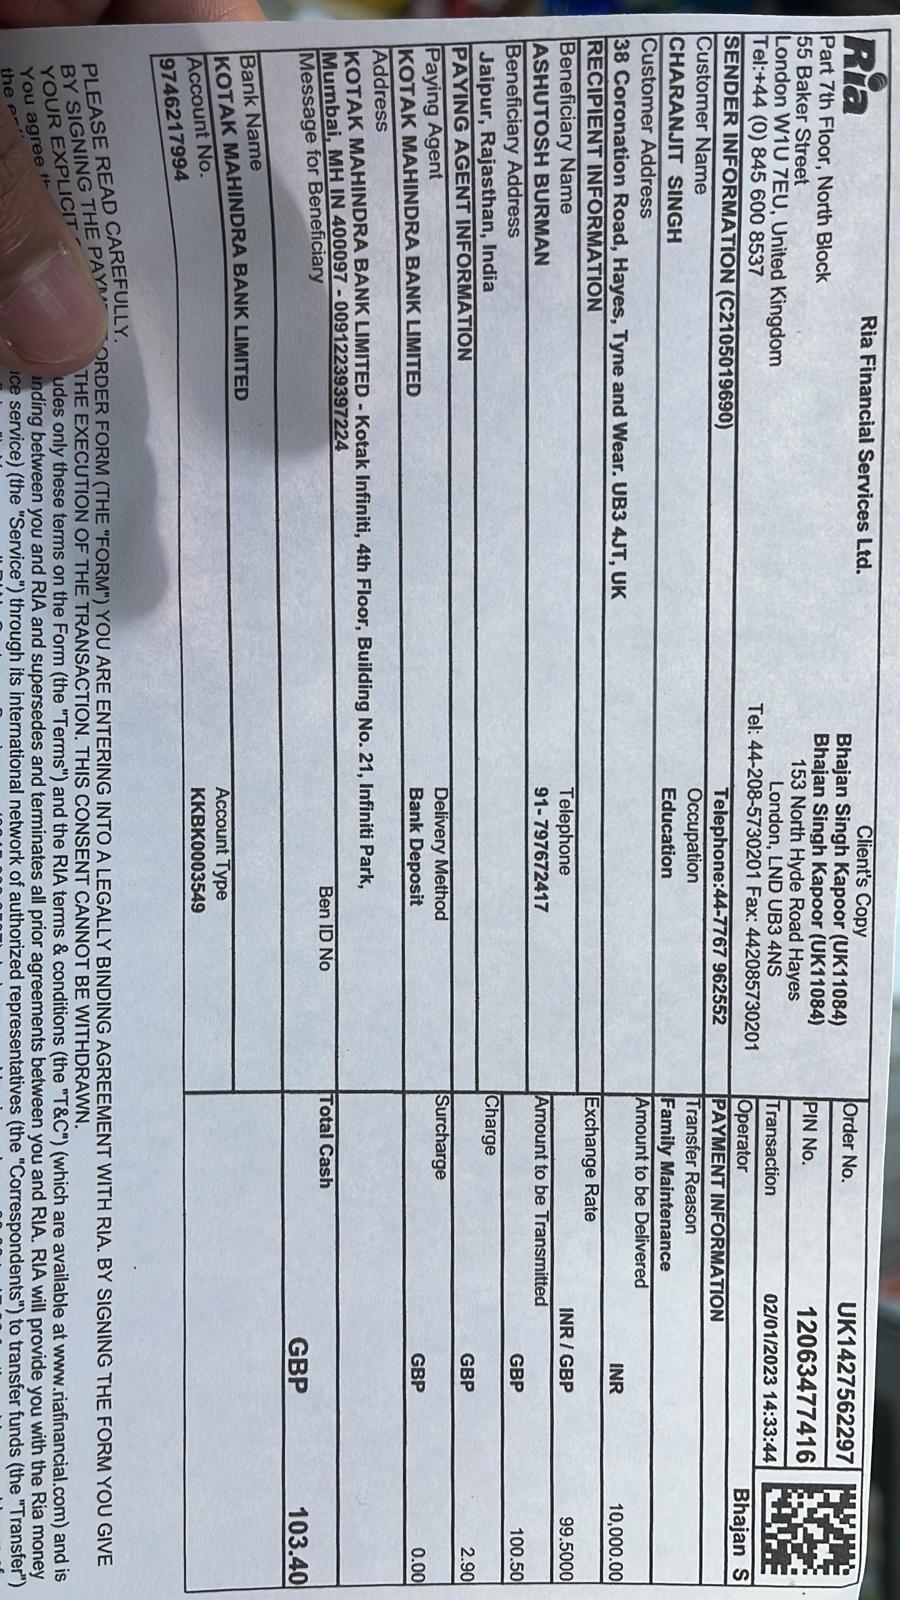 Ria
Ria Financial Services Ltd.
Part 7th Floor, North Block
55 Baker Street
London W1U 7EU, United Kingdom
Tel:+44 (0) 845 600 8537
Client's Copy
Bhajan Singh Kapoor (UK11084)
Bhajan Singh Kapoor (UK11084)
153 North Hyde Road Hayes
London, LND UB3 4NS
Tel: 44-208-5730201 Fax: 442085730201
Order No. UK1427562297
PIN No. 12063477416
Transaction 02/01/2023 14:33:44
Operator Bhajan S
SENDER INFORMATION (C2105019690) Telephone:44-7767 962552
Customer Name Occupation
CHARANJIT SINGH Education
Customer Address
38 Coronation Road, Hayes, Tyne and Wear. UB3 4JT, UK
RECIPIENT INFORMATION
Beneficiary Name Telephone
ASHUTOSH BURMAN 91- 797672417
Beneficiary Address
Jaipur, Rajasthan, India
PAYING AGENT INFORMATION
Paying Agent Delivery Method
KOTAK MAHINDRA BANK LIMITED Bank Deposit
Address
KOTAK MAHINDRA BANK LIMITED - Kotak Infiniti, 4th Floor, Building No. 21, Infiniti Park,
Mumbai, MH IN 400097 - 00912239397224
Message for Beneficiary Ben ID No
Bank Name
KOTAK MAHINDRA BANK LIMITED
Account No. Account Type
9746217994 KKBK0003549
PAYMENT INFORMATION
Transfer Reason
Family Maintenance
Amount to be Delivered INR 10,000.00
Exchange Rate INR / GBP 99.5000
Amount to be Transmitted GBP 100.50
Charge GBP 2.90
Surcharge GBP 0.00
Total Cash GBP 103.40
PLEASE READ CAREFULLY.
BY SIGNING THE PAYM ORDER FORM (THE "FORM") YOU ARE ENTERING INTO A LEGALLY BINDING AGREEMENT WITH RIA. BY SIGNING THE FORM YOU GIVE
YOUR EXPLICIT THE EXECUTION OF THE TRANSACTION. THIS CONSENT CANNOT BE WITHDRAWN.
You agree only these terms on the Form (the "Terms") and the RIA terms & conditions (the "T&C") (which are available at www.riafinancial.com) and is
the between you and RIA and supersedes and terminates all prior agreements between you and RIA. RIA will provide you with the Ria money
service) (the "Service") through its international network of authorized representatives (the "Correspondents") to transfer funds (the "Transfer")